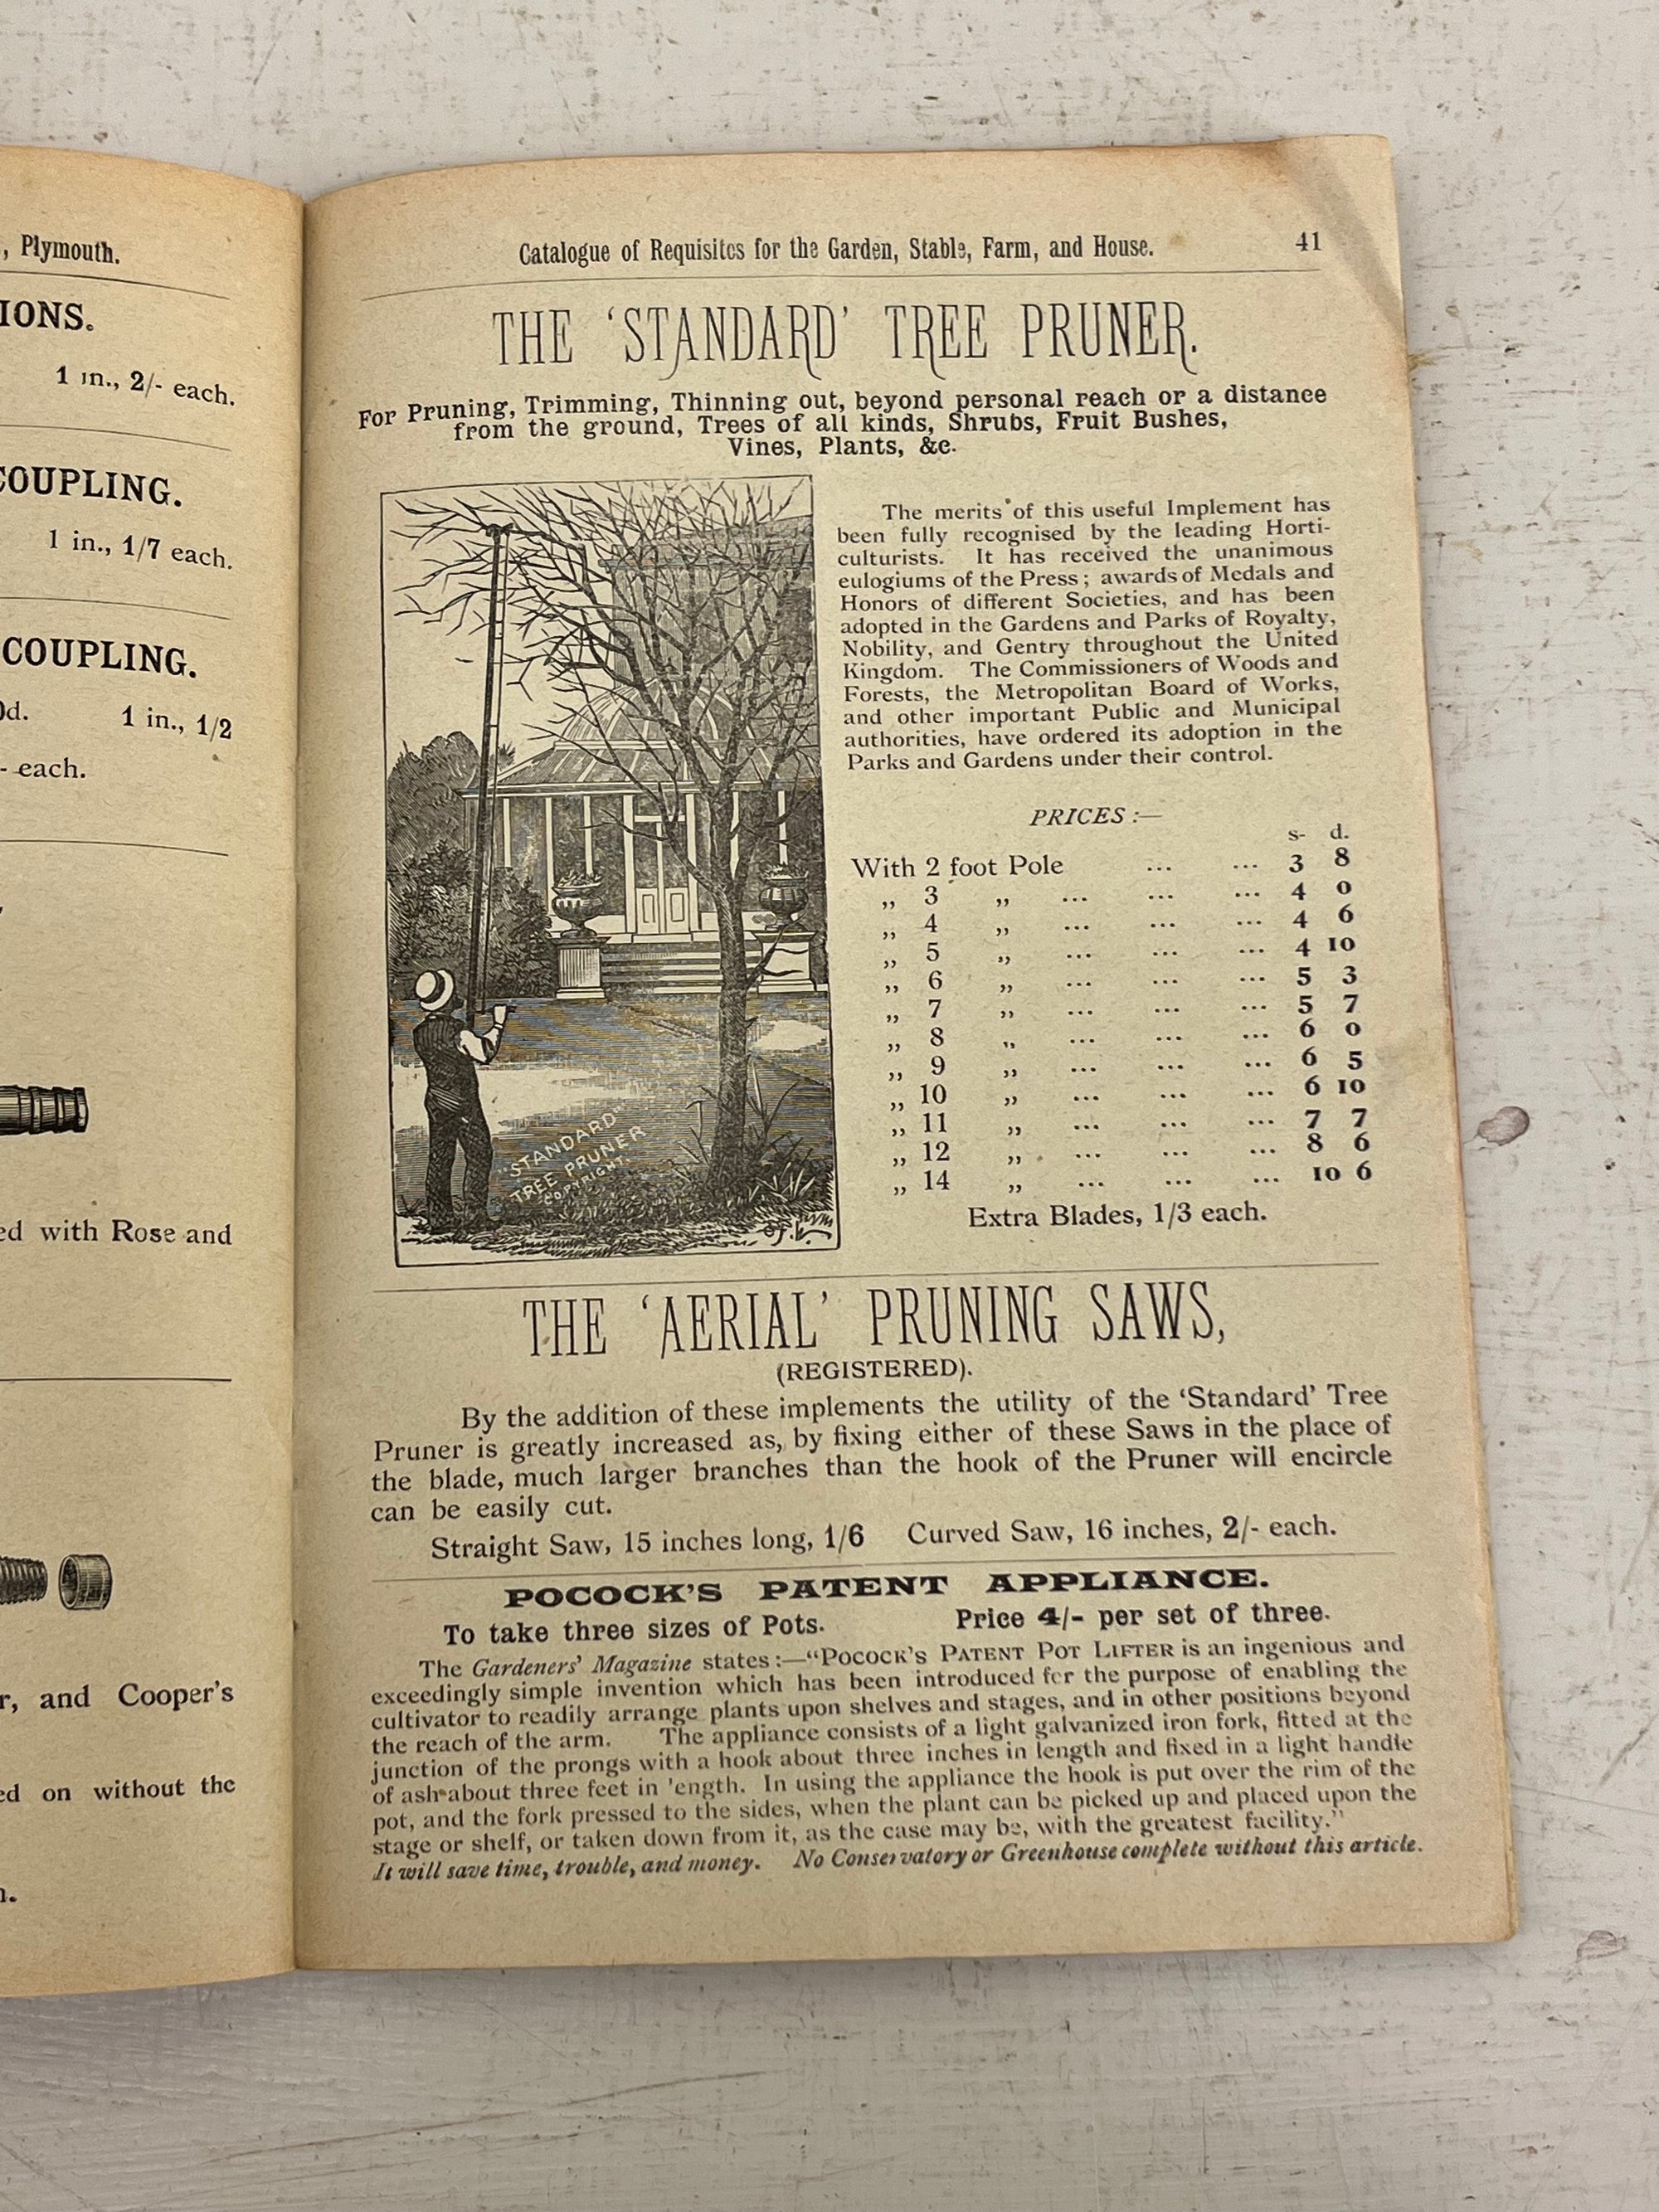 , Plymouth.
IONS.
1 in., 2/- each.
COUPLING.
1 in., 1/7 each.
COUPLING.
0d. 1 in., 1/2
- each.
ed with Rose and
r, and Cooper's
ed on without the
Catalogue of Requisites for the Garden, Stable, Farm, and House. 41
THE ‘STANDARD’ TREE PRUNER.
For Pruning, Trimming, Thinning out, beyond personal reach or a distance
from the ground, Trees of all kinds, Shrubs, Fruit Bushes,
Vines, Plants, &c.
"STANDARD"
TREE PRUNER
COPYRIGHT.
The merits of this useful Implement has
been fully recognised by the leading Horti-
culturists. It has received the unanimous
eulogiums of the Press; awards of Medals and
Honors of different Societies, and has been
adopted in the Gardens and Parks of Royalty,
Nobility, and Gentry throughout the United
Kingdom. The Commissioners of Woods and
Forests, the Metropolitan Board of Works,
and other important Public and Municipal
authorities, have ordered its adoption in the
Parks and Gardens under their control.
PRICES :—
s- d.
With 2 foot Pole ... ... 3 8
„ 3 „ ... ... ... 4 0
„ 4 „ ... ... ... 4 6
„ 5 „ ... ... ... 4 10
„ 6 „ ... ... ... 5 3
„ 7 „ ... ... ... 5 7
„ 8 „ ... ... ... 6 0
„ 9 „ ... ... ... 6 5
„ 10 „ ... ... ... 6 10
„ 11 „ ... ... ... 7 7
„ 12 „ ... ... ... 8 6
„ 14 „ ... ... ... 10 6
Extra Blades, 1/3 each.
THE ‘AERIAL’ PRUNING SAWS,
(REGISTERED).
By the addition of these implements the utility of the ‘Standard’ Tree
Pruner is greatly increased as, by fixing either of these Saws in the place of
the blade, much larger branches than the hook of the Pruner will encircle
can be easily cut.
Straight Saw, 15 inches long, 1/6 Curved Saw, 16 inches, 2/- each.
POCOCK'S PATENT APPLIANCE.
To take three sizes of Pots. Price 4/- per set of three.
The Gardeners' Magazine states:—“POCOCK'S PATENT POT LIFTER is an ingenious and
exceedingly simple invention which has been introduced for the purpose of enabling the
cultivator to readily arrange plants upon shelves and stages, and in other positions beyond
the reach of the arm. The appliance consists of a light galvanized iron fork, fitted at the
junction of the prongs with a hook about three inches in length and fixed in a light handle
of ash about three feet in 'ength. In using the appliance the hook is put over the rim of the
pot, and the fork pressed to the sides, when the plant can be picked up and placed upon the
stage or shelf, or taken down from it, as the case may be, with the greatest facility.”
It will save time, trouble, and money. No Conservatory or Greenhouse complete without this article.